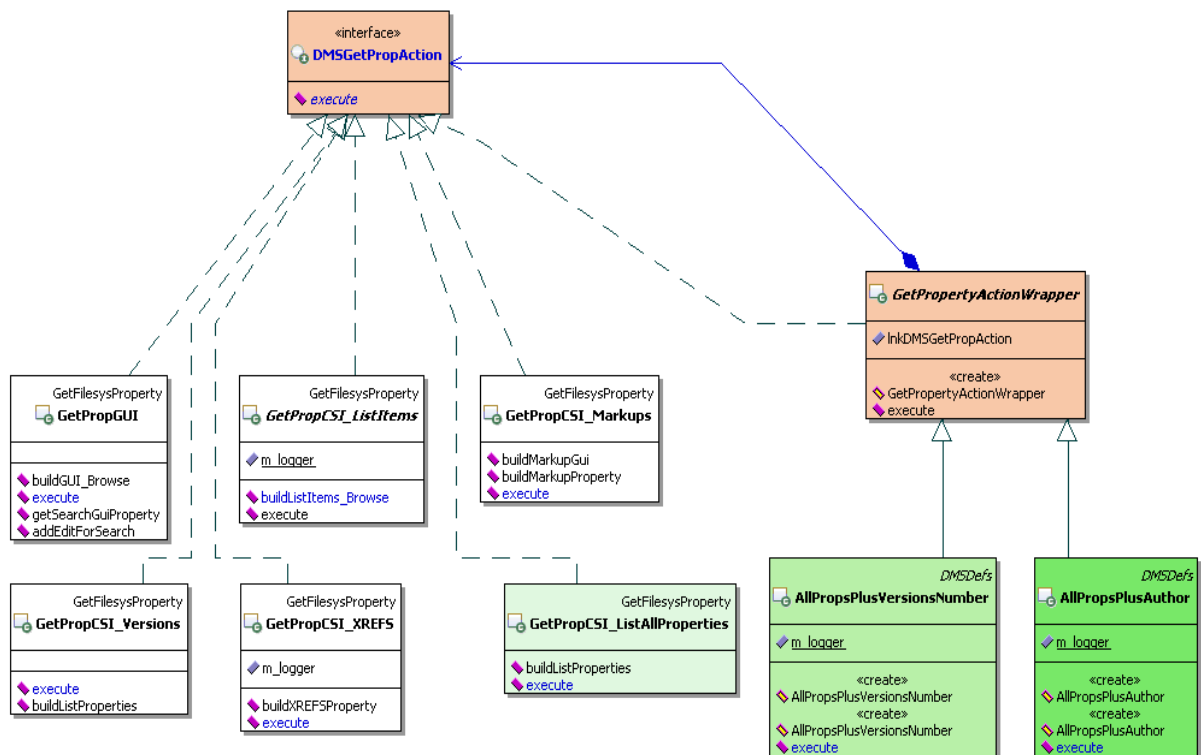 «interface»
DMSGetPropAction
execute
GetPropertyActionWrapper
lnkDMSGetPropAction
«create»
GetPropertyActionWrapper
execute
GetFilesysProperty
GetPropGUI
buildGUI_Browse
execute
getSearchGuiProperty
addEditForSearch
GetFilesysProperty
GetPropCSI_ListItems
m_logger
buildListItems_Browse
execute
GetFilesysProperty
GetPropCSI_Markups
buildMarkupGui
buildMarkupProperty
execute
GetFilesysProperty
GetPropCSI_Versions
execute
buildListProperties
GetFilesysProperty
GetPropCSI_XREFS
m_logger
buildXREFSProperty
execute
GetFilesysProperty
GetPropCSI_ListAllProperties
buildListProperties
execute
DMSDefs
AllPropsPlusVersionsNumber
m_logger
«create»
AllPropsPlusVersionsNumber
«create»
AllPropsPlusVersionsNumber
execute
DMSDefs
AllPropsPlusAuthor
m_logger
«create»
AllPropsPlusAuthor
«create»
AllPropsPlusAuthor
execute